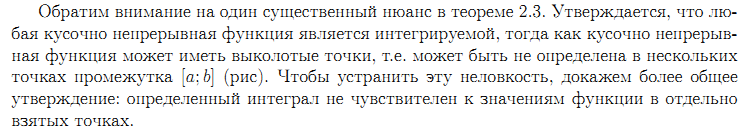 Обратим внимание на один существенный нюанс в теореме 2.3. Утверждается, что лю-
бая кусочно непрерывная функция является интегрируемой, тогда как кусочно непрерыв-
ная функция может иметь выколотые точки, т.е. может быть не определена в нескольких
точках промежутка [a; b] (рис). Чтобы устранить эту неловкость, докажем более общее
утверждение: определенный интеграл не чувствителен к значениям функции в отдельно
взятых точках.